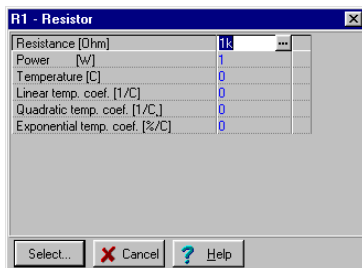 R1 - Resistor
Resistance [Ohm] 1k ...
Power [W] 1
Temperature [C] 0
Linear temp. coef. [1/C] 0
Quadratic temp. coef. [1/C,] 0
Exponential temp. coef. [%/C] 0
Select... Cancel ? Help